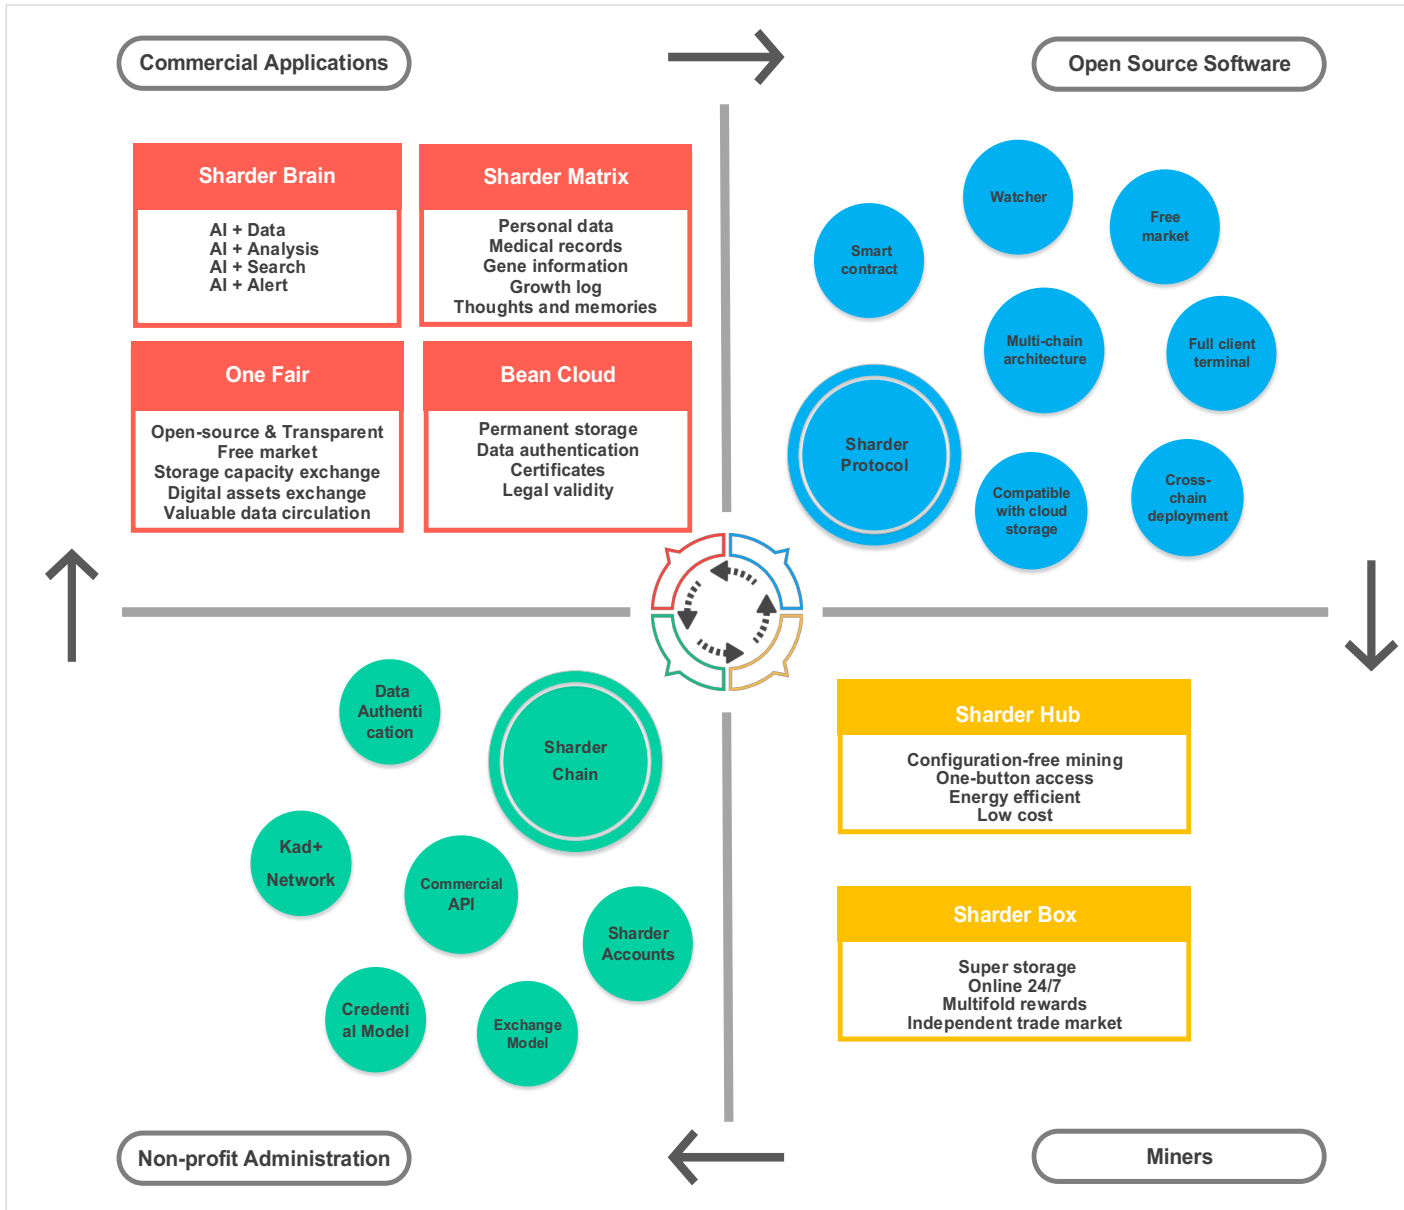 Commercial Applications
Open Source Software
Sharder Brain
AI + Data
AI + Analysis
AI + Search
AI + Alert
Sharder Matrix
Personal data
Medical records
Gene information
Growth log
Thoughts and memories
One Fair
Open-source & Transparent
Free market
Storage capacity exchange
Digital assets exchange
Valuable data circulation
Bean Cloud
Permanent storage
Data authentication
Certificates
Legal validity
Watcher
Free
market
Smart
contract
Multi-chain
architecture
Full client
terminal
Sharder
Protocol
Compatible
with cloud
storage
Cross-
chain
deployment
Data
Authenti
cation
Sharder
Chain
Kad+
Network
Commercial
API
Sharder
Accounts
Credenti
al Model
Exchange
Model
Sharder Hub
Configuration-free mining
One-button access
Energy efficient
Low cost
Sharder Box
Super storage
Online 24/7
Multifold rewards
Independent trade market
Non-profit Administration
Miners